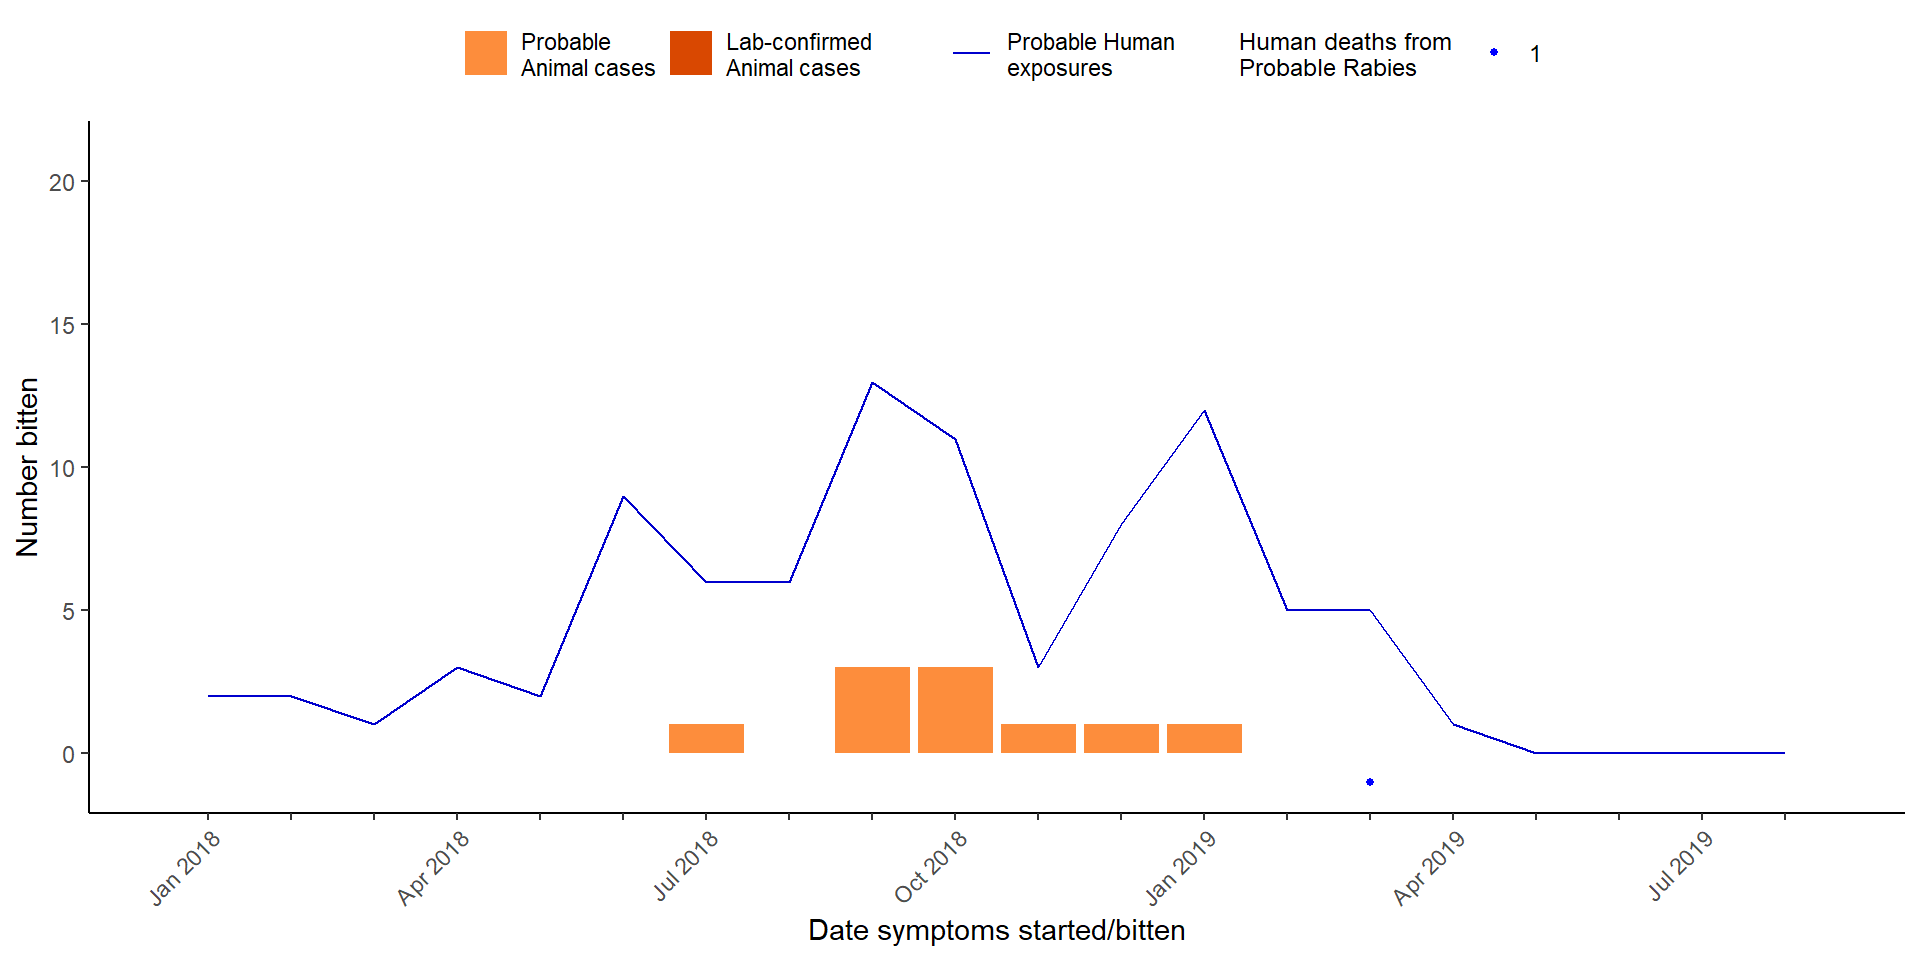 Probable
Animal cases
Lab-confirmed
Animal cases
Probable Human
exposures
Human deaths from
Probable Rabies
1
Number bitten
20
15
10
5
0
Jan 2018
Apr 2018
Jul 2018
Oct 2018
Jan 2019
Apr 2019
Jul 2019
Date symptoms started/bitten